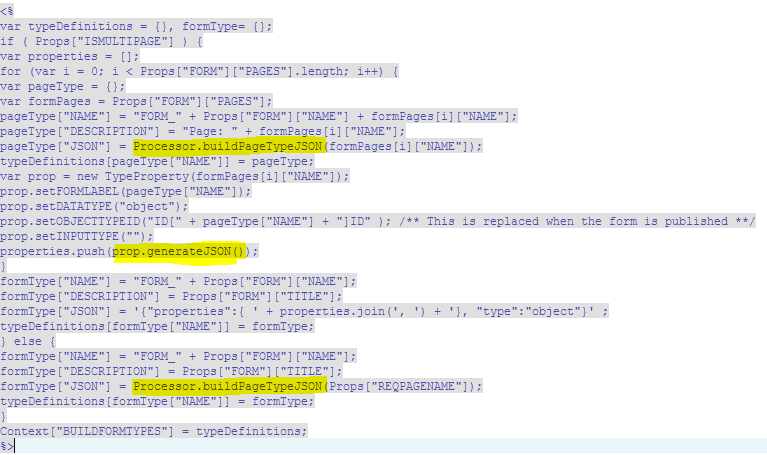 <%
var typeDefinitions = {}, formType= {};
if ( Props["ISMULTIPAGE"] ) {
var properties = [];
for (var i = 0; i < Props["FORM"]["PAGES"].length; i++) {
var pageType = {};
var formPages = Props["FORM"]["PAGES"];
pageType["NAME"] = "FORM_" + Props["FORM"]["NAME"] + formPages[i]["NAME"];
pageType["DESCRIPTION"] = "Page: " + formPages[i]["NAME"];
pageType["JSON"] = Processor.buildPageTypeJSON(formPages[i]["NAME"]);
typeDefinitions[pageType["NAME"]] = pageType;
var prop = new TypeProperty(formPages[i]["NAME"]);
prop.setFORMLABEL(pageType["NAME"]);
prop.setDATATYPE("object");
prop.setOBJECTTYPEID("ID[" + pageType["NAME"] + "]ID" ); /** This is replaced when the form is published **/
prop.setINPUTTYPE("");
properties.push(prop.generateJSON());
}
formType["NAME"] = "FORM_" + Props["FORM"]["NAME"];
formType["DESCRIPTION"] = Props["FORM"]["TITLE"];
formType["JSON"] = '{"properties":{ ' + properties.join(', ') + '}, "type":"object"}' ;
typeDefinitions[formType["NAME"]] = formType;
} else {
formType["NAME"] = "FORM_" + Props["FORM"]["NAME"];
formType["DESCRIPTION"] = Props["FORM"]["TITLE"];
formType["JSON"] = Processor.buildPageTypeJSON(Props["REQPAGENAME"]);
typeDefinitions[formType["NAME"]] = formType;
}
Context["BUILDFORMTYPES"] = typeDefinitions;
%>